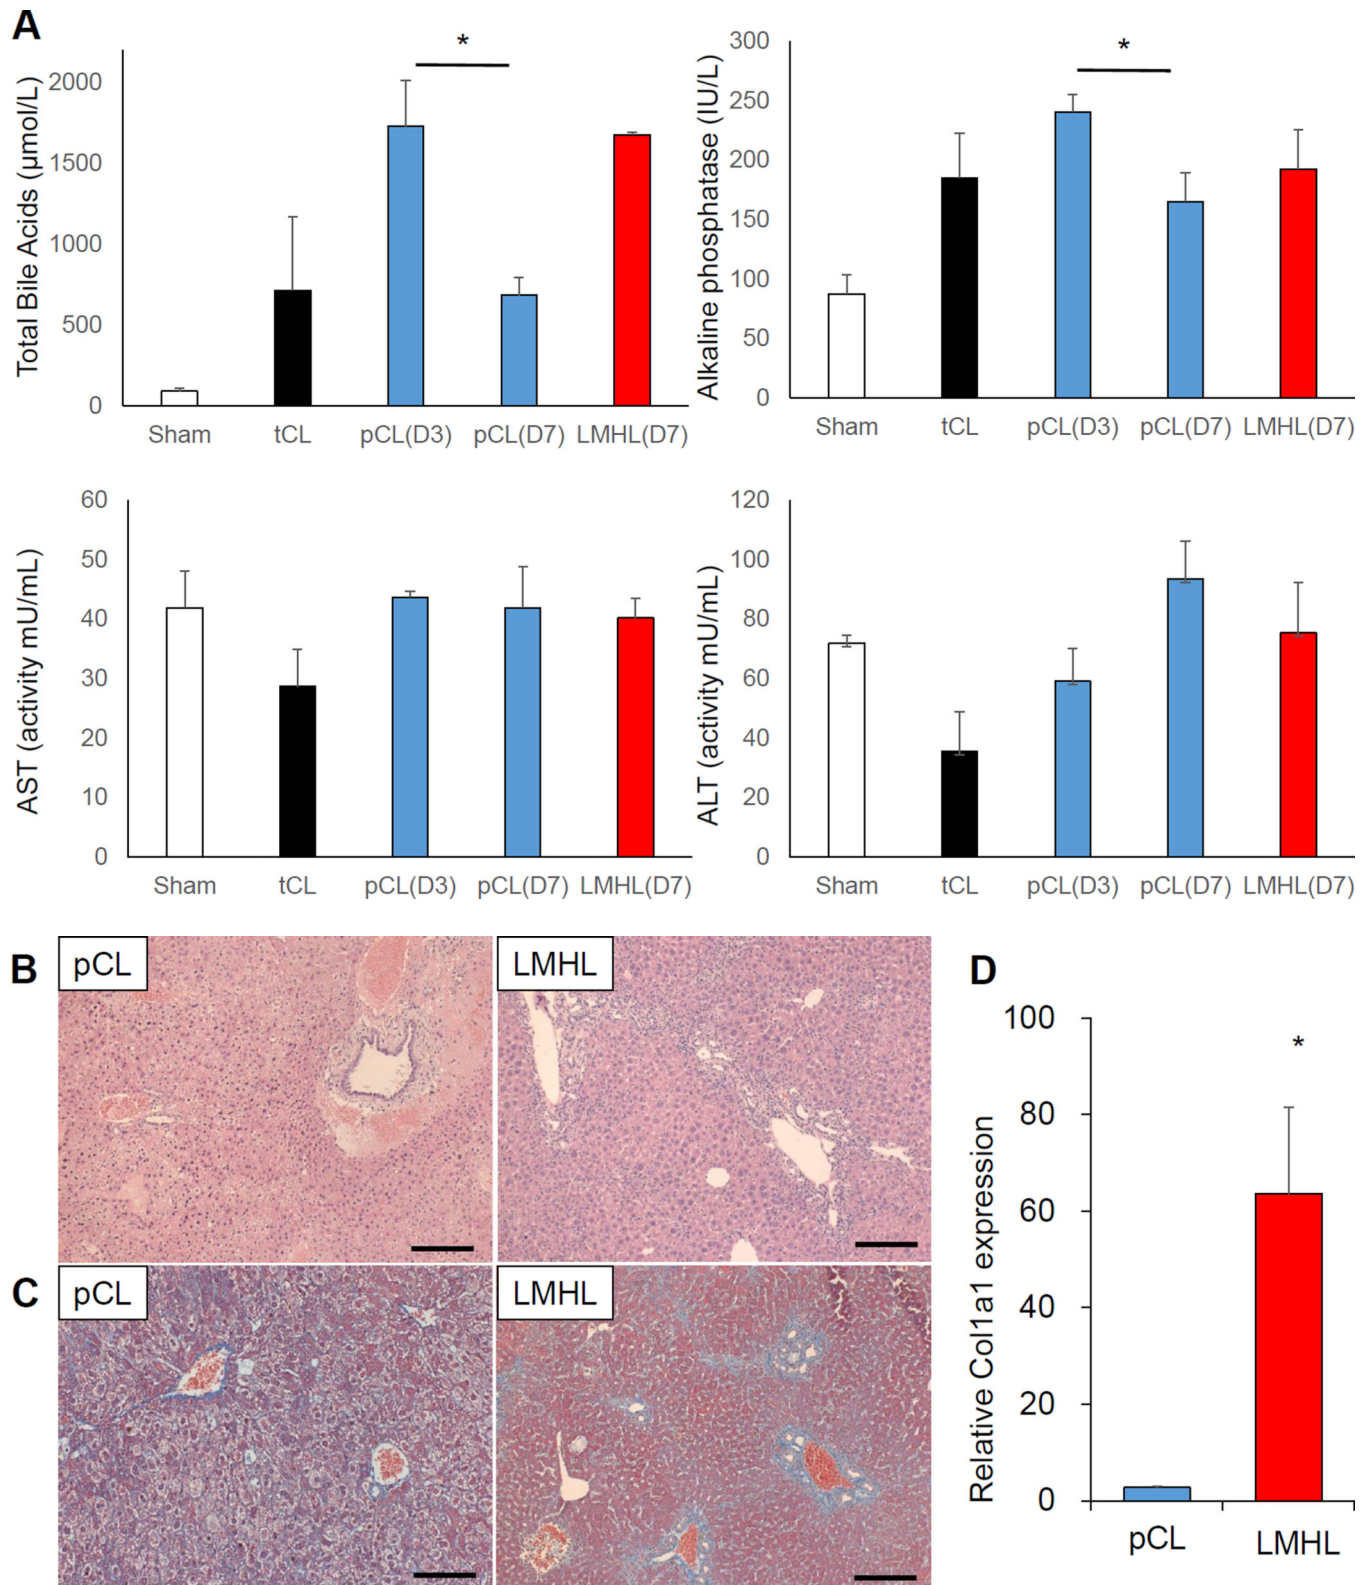 A
*
Total Bile Acids (µmol/L)
2000
1500
1000
500
0
Sham tCL pCL(D3) pCL(D7) LMHL(D7)
*
Alkaline phosphatase (IU/L)
300
250
200
150
100
50
0
Sham tCL pCL(D3) pCL(D7) LMHL(D7)
AST (activity mU/mL)
60
50
40
30
20
10
0
Sham tCL pCL(D3) pCL(D7) LMHL(D7)
ALT (activity mU/mL)
120
100
80
60
40
20
0
Sham tCL pCL(D3) pCL(D7) LMHL(D7)
B
pCL
LMHL
C
pCL
LMHL
D
*
Relative Col1a1 expression
100
80
60
40
20
0
pCL LMHL